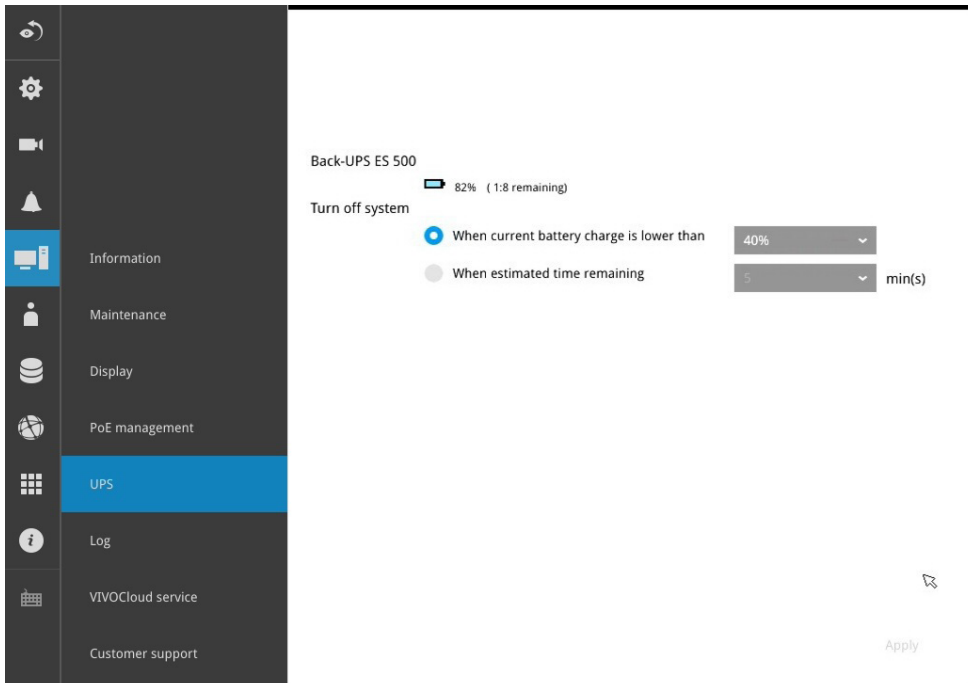 Information
Maintenance
Display
PoE management
UPS
Log
VIVOCloud service
Customer support
Back-UPS ES 500
82% ( 1:8 remaining)
Turn off system
When current battery charge is lower than 40%
When estimated time remaining 5 min(s)
Apply